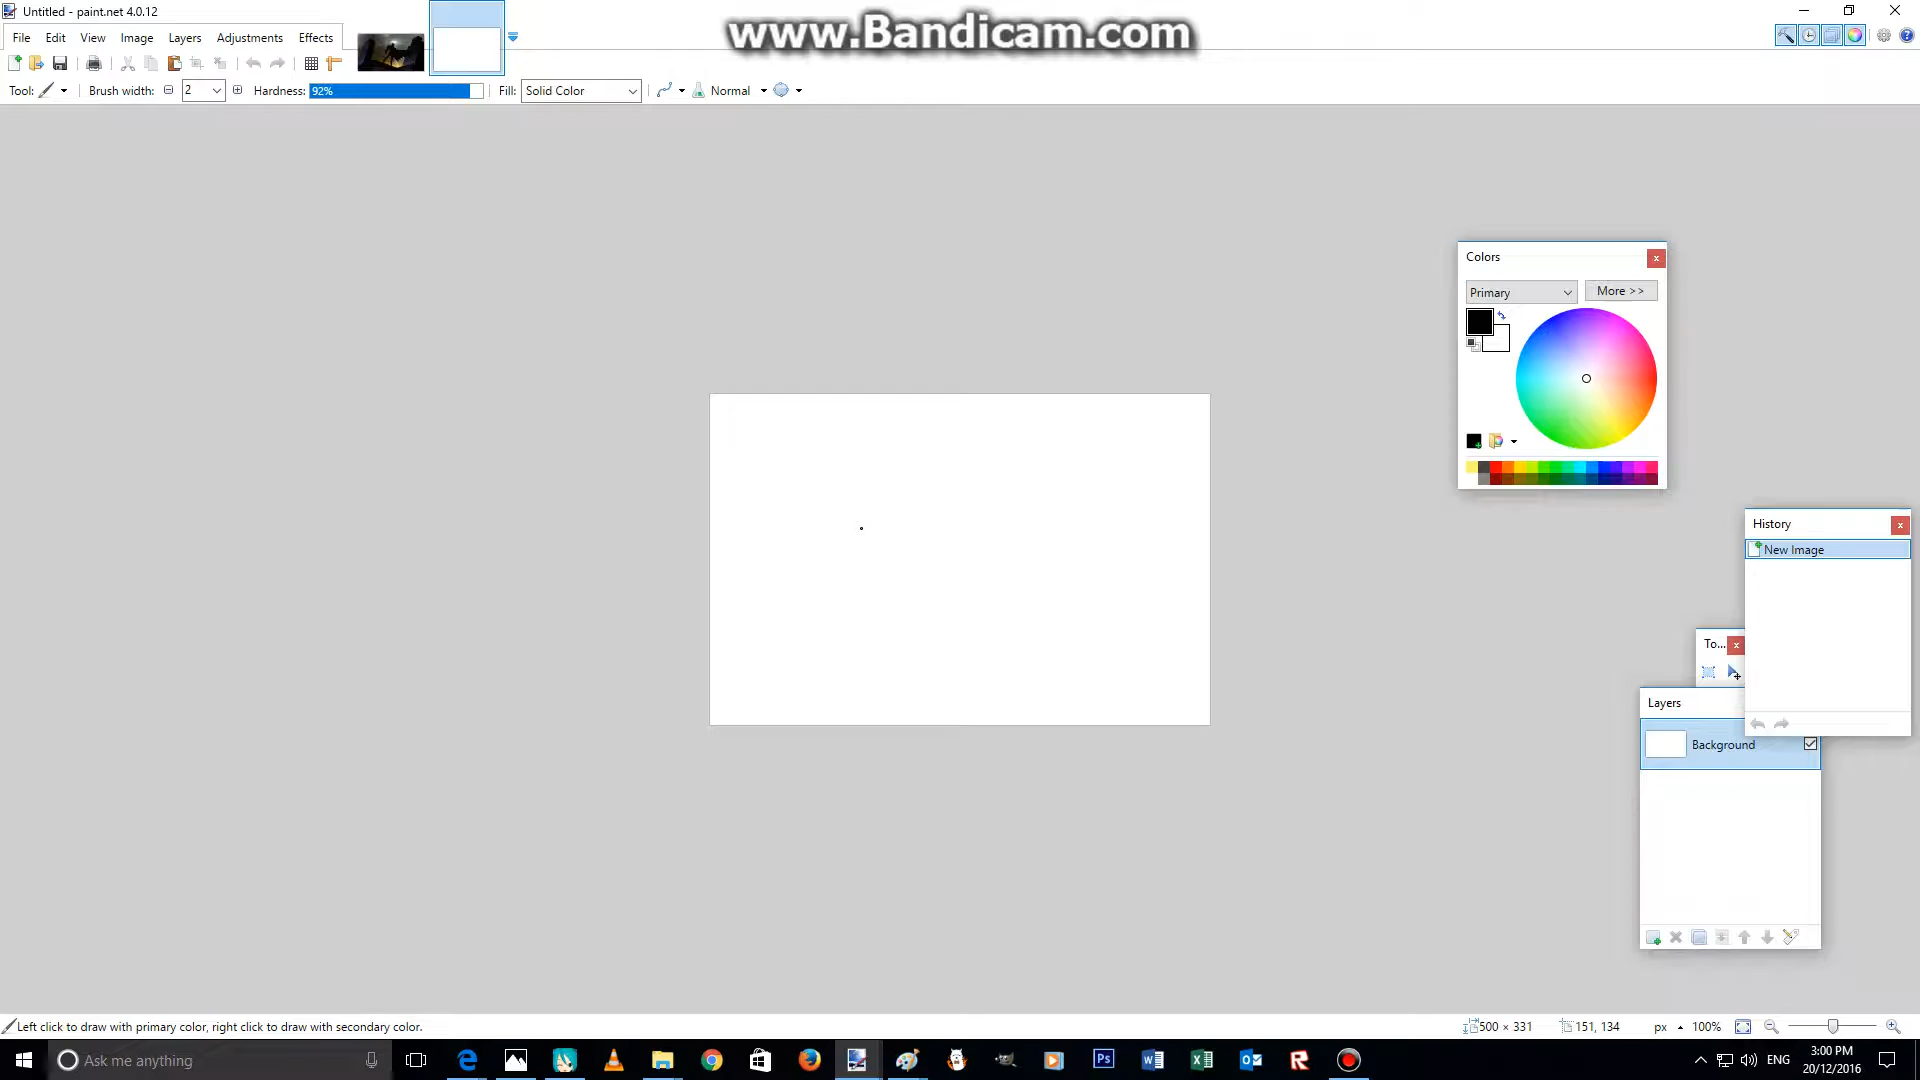 Untitled - paint.net 4.0.12
www.Bandicam.com
File Edit View Image Layers Adjustments Effects
Tool: Brush width: 2 Hardness: 92% Fill: Solid Color Normal
Colors
Primary More >>
History
New Image
To...
Layers
Background
Left click to draw with primary color, right click to draw with secondary color.
500 × 331 151, 134 px 100%
Ask me anything
Ps
ENG
3:00 PM
20/12/2016